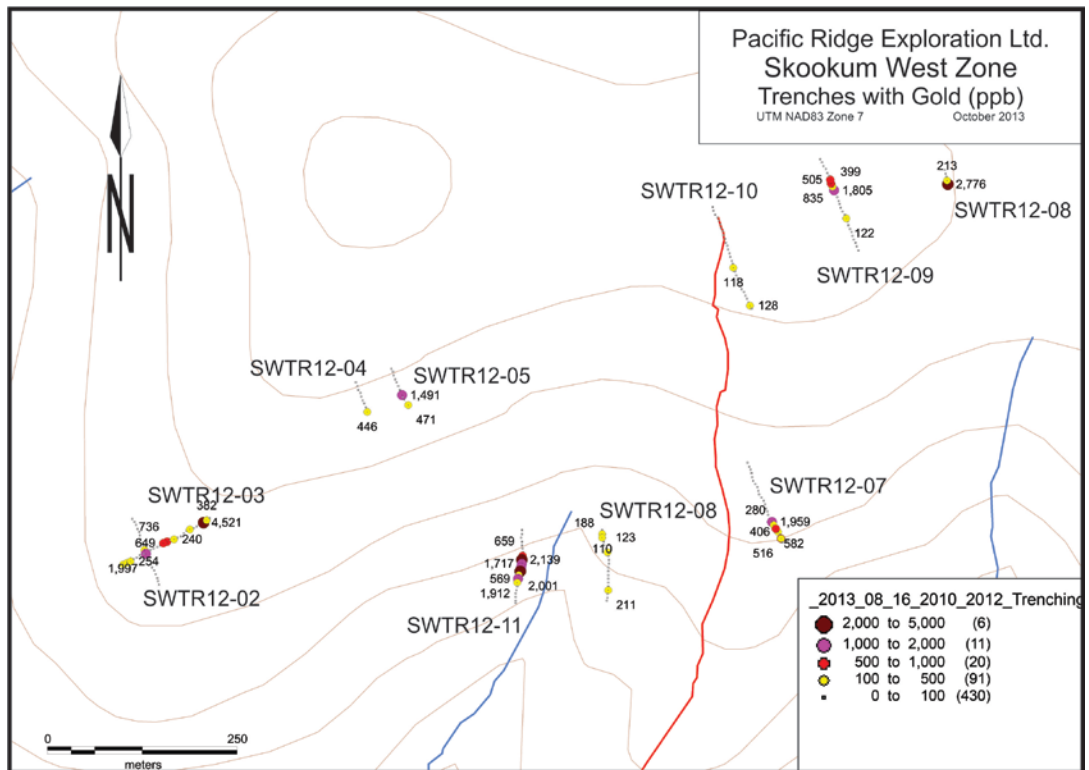 Pacific Ridge Exploration Ltd.
Skookum West Zone
Trenches with Gold (ppb)
UTM NAD83 Zone 7 October 2013
N
SWTR12-10
505
399
835
1,805
122
SWTR12-09
213
2,776
SWTR12-08
118
128
SWTR12-04
446
SWTR12-05
1,491
471
SWTR12-03
382
4,521
736
649
240
254
1,997
SWTR12-02
659
1,717
2,139
569
2,001
1,912
SWTR12-11
SWTR12-08
188
123
110
211
SWTR12-07
280
1,959
406
582
516
_2013_08_16_2010_2012_Trenching
2,000 to 5,000 (6)
1,000 to 2,000 (11)
500 to 1,000 (20)
100 to 500 (91)
0 to 100 (430)
0 250
meters